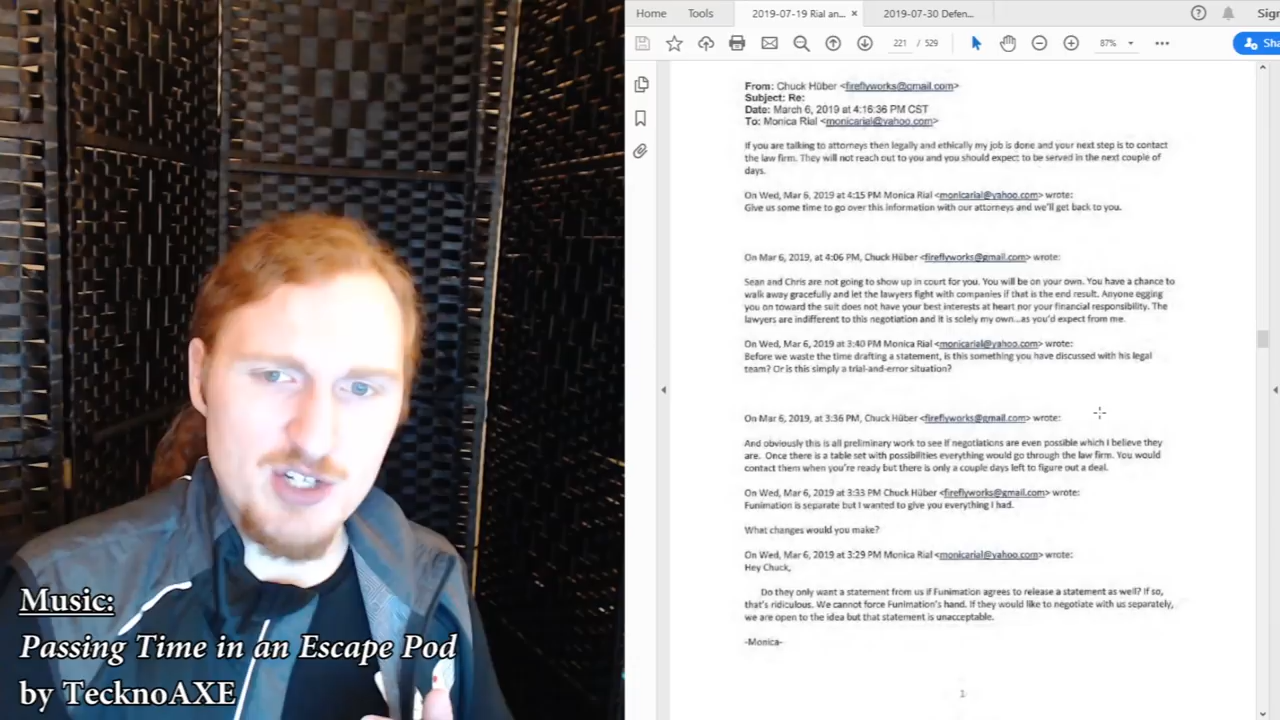 Home
Tools
2019-07-19 Rial an...
2019-07-30 Defen...
Sign
221 / 529
87%
Sha
From: Chuck Hüber <fireflyworks@gmail.com>
Subject: Re:
Date: March 6, 2019 at 4:16:36 PM CST
To: Monica Rial <monicarial@yahoo.com>
If you are talking to attorneys then legally and ethically my job is done and your next step is to contact
the law firm. They will not reach out to you and you should expect to be served in the next couple of
days.
On Wed, Mar 6, 2019 at 4:15 PM Monica Rial <monicarial@yahoo.com> wrote:
Give us some time to go over this information with our attorneys and we'll get back to you.
On Mar 6, 2019, at 4:06 PM, Chuck Hüber <fireflyworks@gmail.com> wrote:
Sean and Chris are not going to show up in court for you. You will be on your own. You have a chance to
walk away gracefully and let the lawyers fight with companies if that is the end result. Anyone egging
you on toward the suit does not have your best interests at heart nor your financial responsibility. The
lawyers are indifferent to this negotiation and it is solely my own...as you'd expect from me.
On Wed, Mar 6, 2019 at 3:40 PM Monica Rial <monicarial@yahoo.com> wrote:
Before we waste the time drafting a statement, is this something you have discussed with his legal
team? Or is this simply a trial-and-error situation?
On Mar 6, 2019, at 3:36 PM, Chuck Hüber <fireflyworks@gmail.com> wrote:
And obviously this is all preliminary work to see if negotiations are even possible which I believe they
are. Once there is a table set with possibilities everything would go through the law firm. You would
contact them when you're ready but there is only a couple days left to figure out a deal.
On Wed, Mar 6, 2019 at 3:33 PM Chuck Hüber <fireflyworks@gmail.com> wrote:
Funimation is separate but I wanted to give you everything I had.
What changes would you make?
On Wed, Mar 6, 2019 at 3:29 PM Monica Rial <monicarial@yahoo.com> wrote:
Hey Chuck,
Do they only want a statement from us if Funimation agrees to release a statement as well? If so,
that's ridiculous. We cannot force Funimation's hand. If they would like to negotiate with us separately,
we are open to the idea but that statement is unacceptable.
-Monica-
1
Music:
Passing Time in an Escape Pod
by TecknoAXE